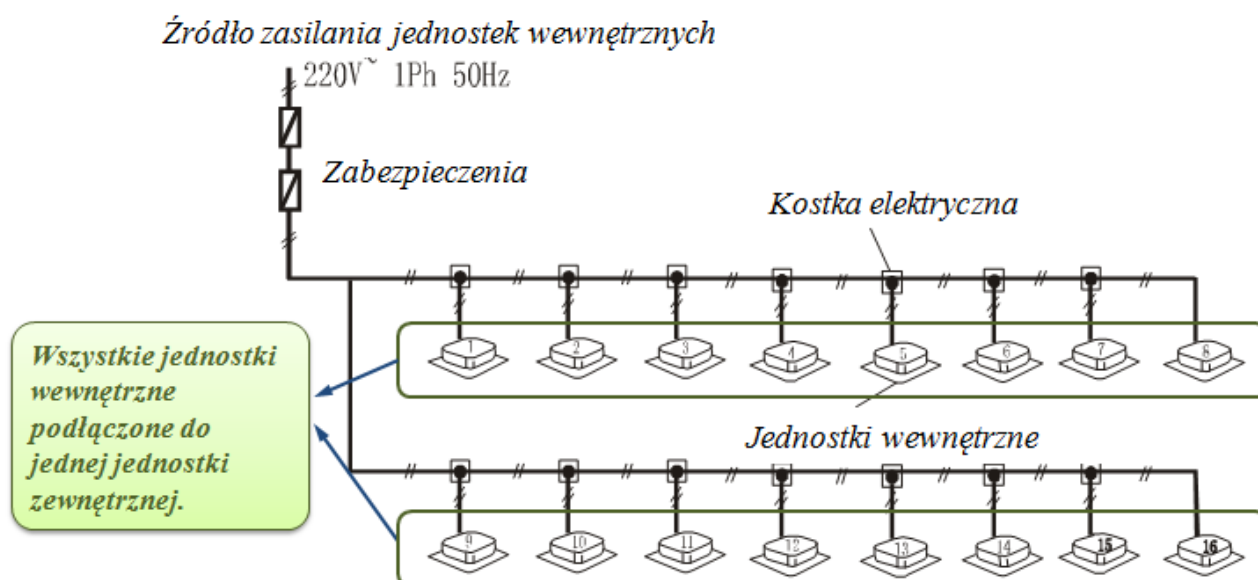 Źródło zasilania jednostek wewnętrznych
220V~ 1Ph 50Hz
Zabezpieczenia
Kostka elektryczna
1 2 3 4 5 6 7 8
Wszystkie jednostki
wewnętrzne
podłączone do
jednej jednostki
zewnętrznej.
Jednostki wewnętrzne
9 10 11 12 13 14 15 16